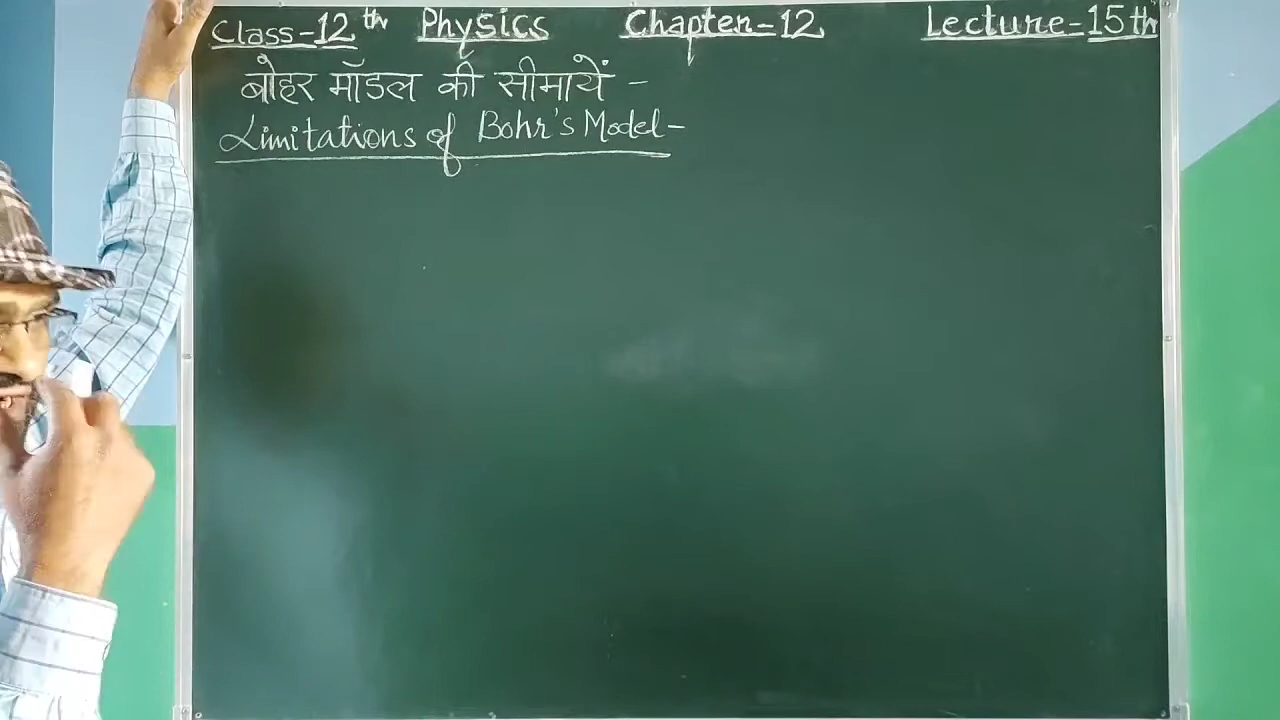 Class-12th Physics Chapter-12 Lecture-15th
बोहर मॉडल की सीमायें -
Limitations of Bohr's Model-